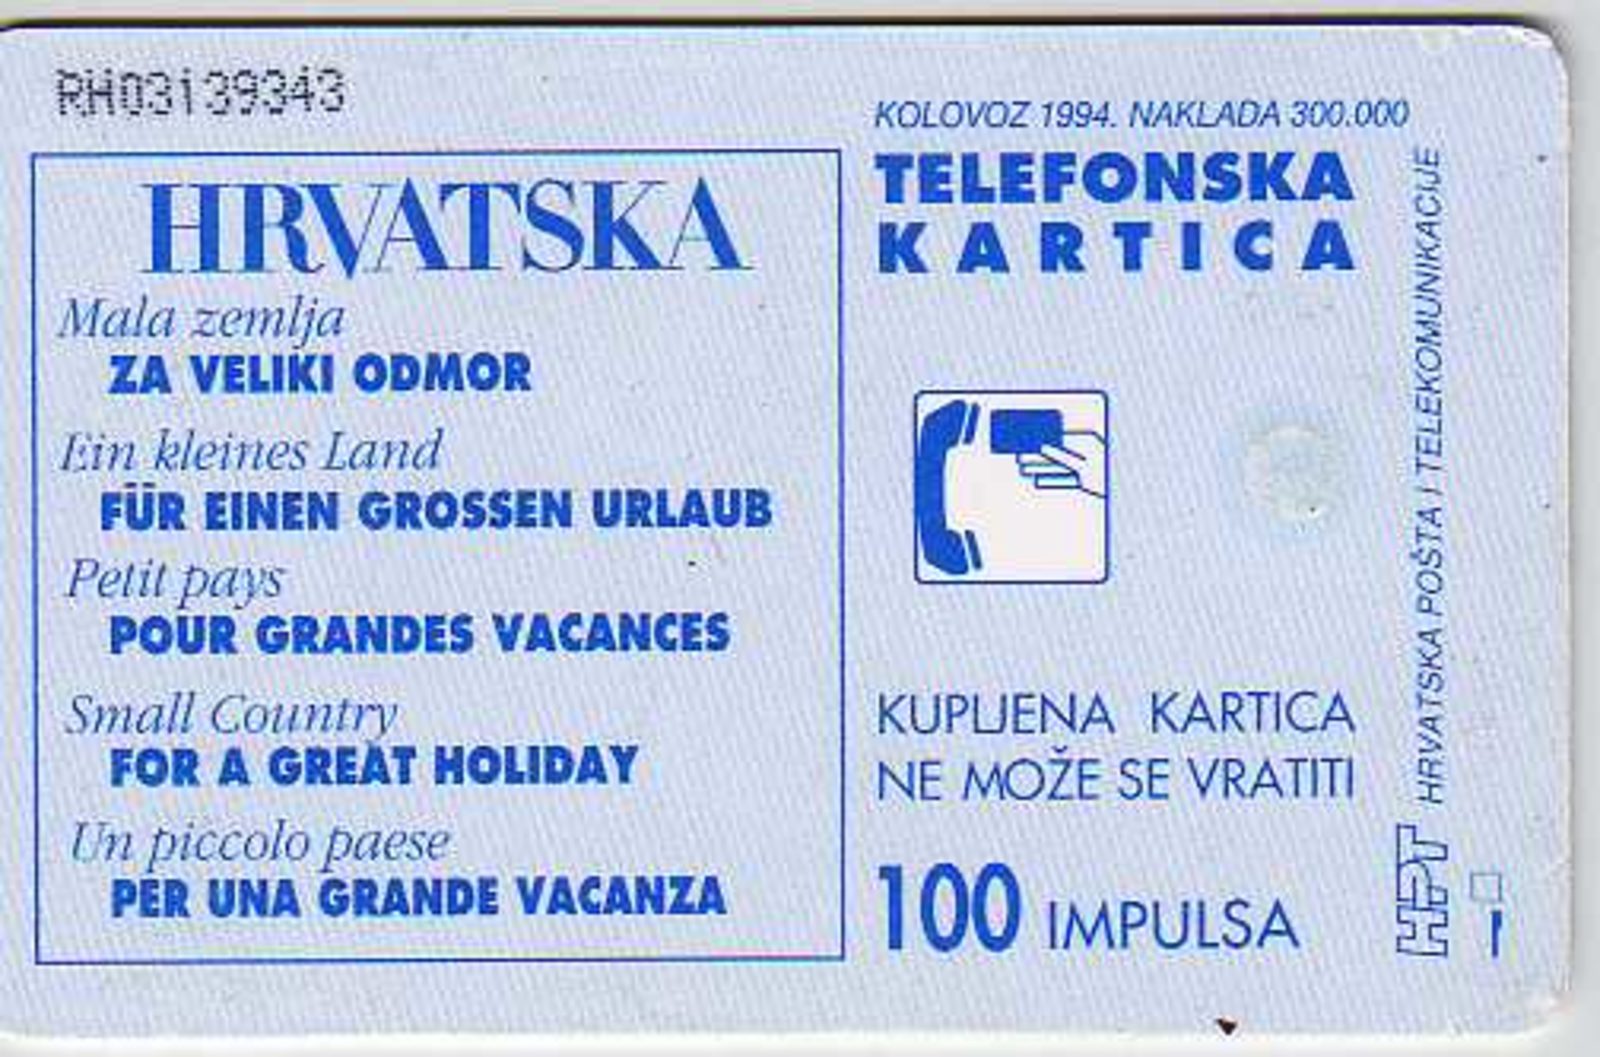 RH03139343
HRVATSKA
Mala zemlja
ZA VELIKI ODMOR
Ein kleines Land
FÜR EINEN GROSSEN URLAUB
Petit pays
POUR GRANDES VACANCES
Small Country
FOR A GREAT HOLIDAY
Un piccolo paese
PER UNA GRANDE VACANZA
KOLOVOZ 1994. NAKLADA 300.000
TELEFONSKA
KARTICA
KUPLJENA KARTICA
NE MOŽE SE VRATITI
100 IMPULSA
HPT HRVATSKA POŠTA I TELEKOMUNIKACIJE